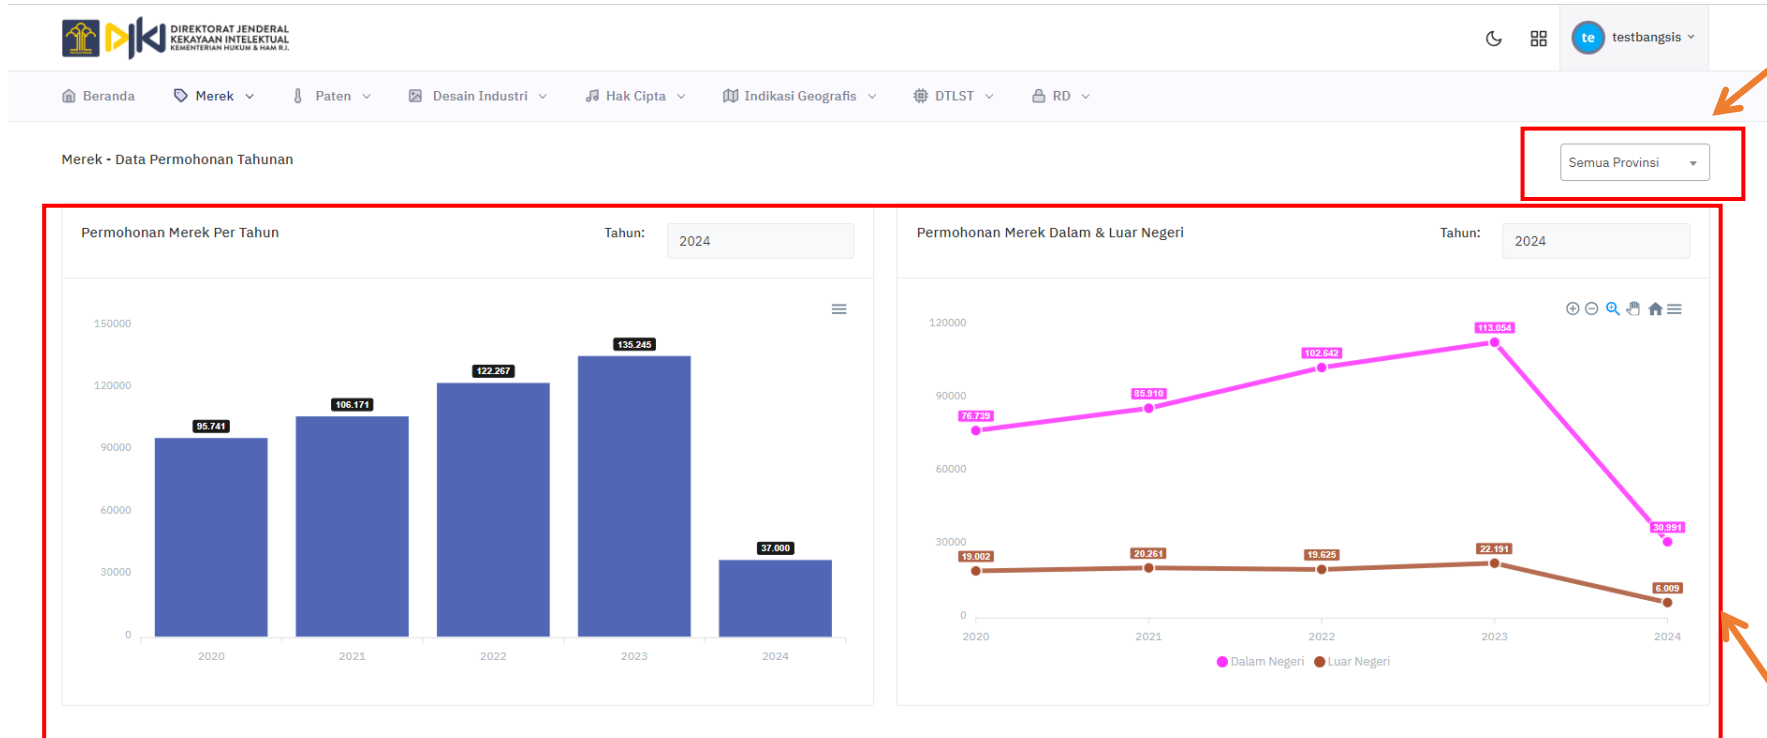 DIREKTORAT JENDERAL
KEKAYAAN INTELEKTUAL
KEMENTERIAN HUKUM & HAM R.I.
te testbangsis
Beranda Merek Paten Desain Industri Hak Cipta Indikasi Geografis DTLST RD
Merek - Data Permohonan Tahunan
Semua Provinsi
Permohonan Merek Per Tahun
Tahun: 2024
150000
120000
90000
60000
30000
0
95.741
106.171
122.267
135.245
37.000
2020 2021 2022 2023 2024
Permohonan Merek Dalam & Luar Negeri
Tahun: 2024
120000
90000
60000
30000
0
76.739
85.910
102.642
113.054
30.991
19.002
20.261
19.625
22.191
6.009
2020 2021 2022 2023 2024
Dalam Negeri Luar Negeri